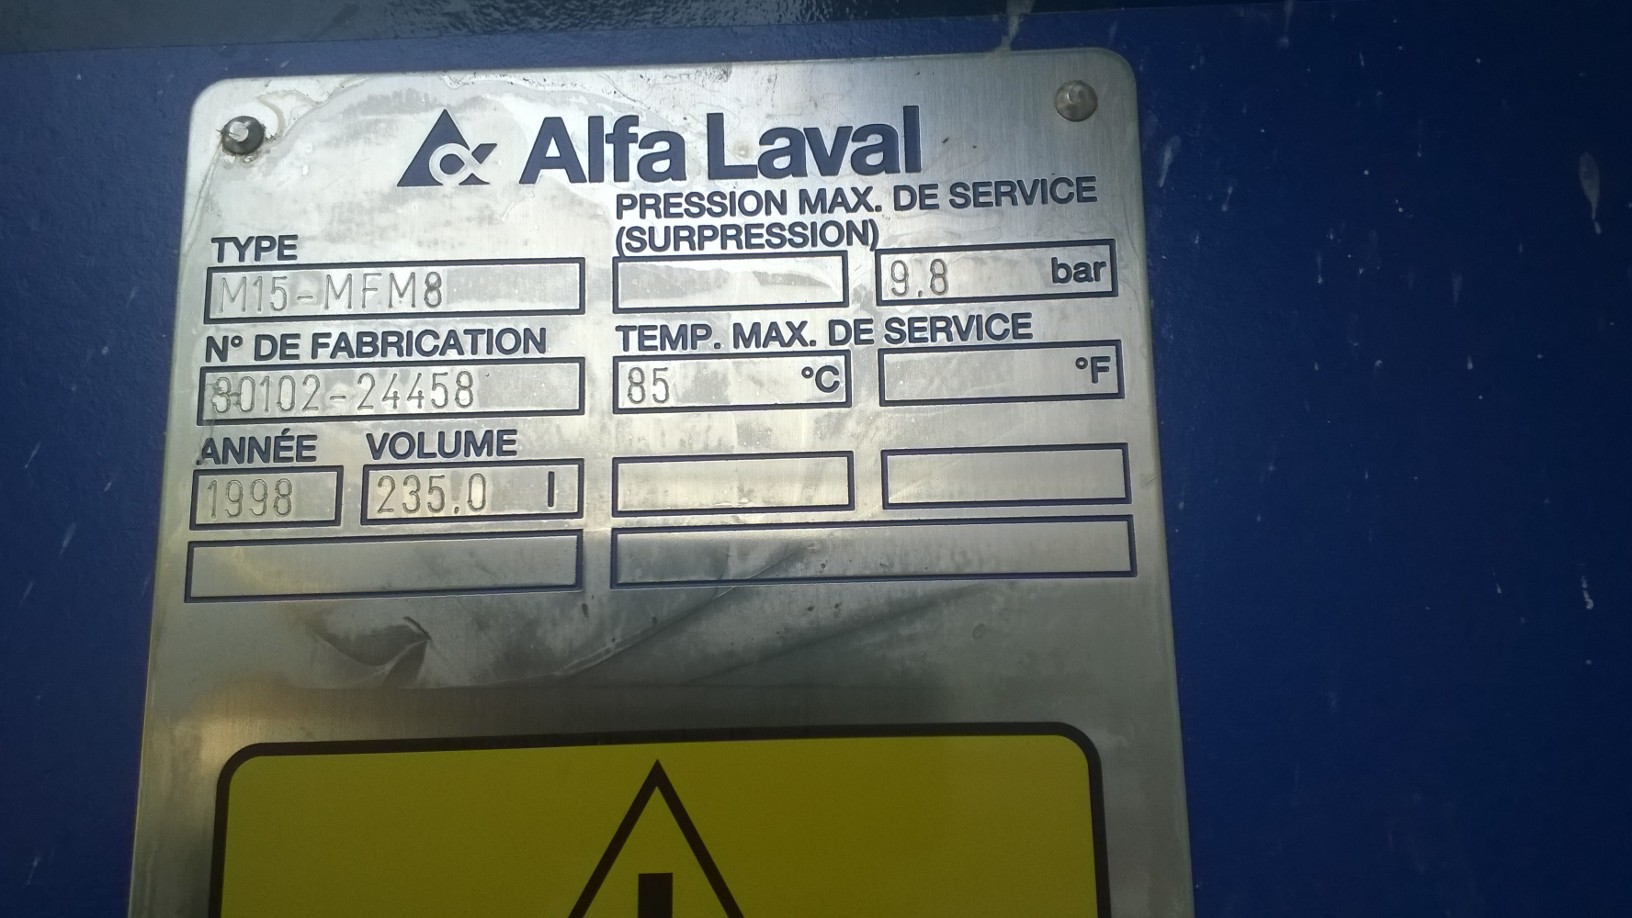 Alfa Laval
PRESSION MAX. DE SERVICE
(SURPRESSION)
TYPE
M15-MFM8
9.8 bar
N° DE FABRICATION
TEMP. MAX. DE SERVICE
30102-24458
85 °C
°F
ANNÉE
VOLUME
1998
235.0 l